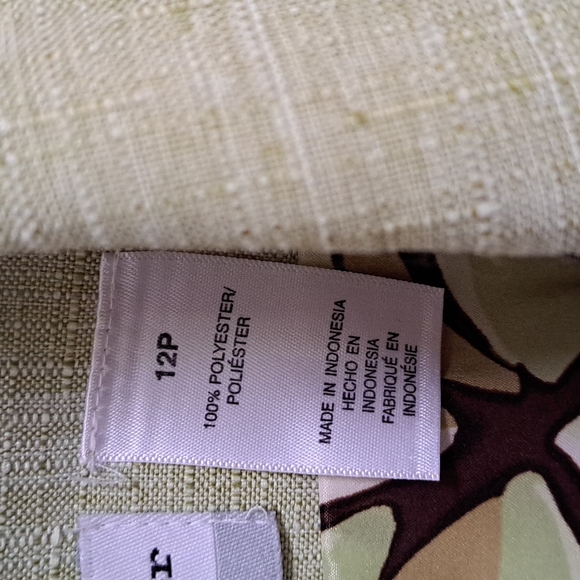 12P
100% POLYESTER/
POLIÉSTER
MADE IN INDONESIA
HECHO EN
INDONESIA
FABRIQUÉ EN
INDONÉSIE
r